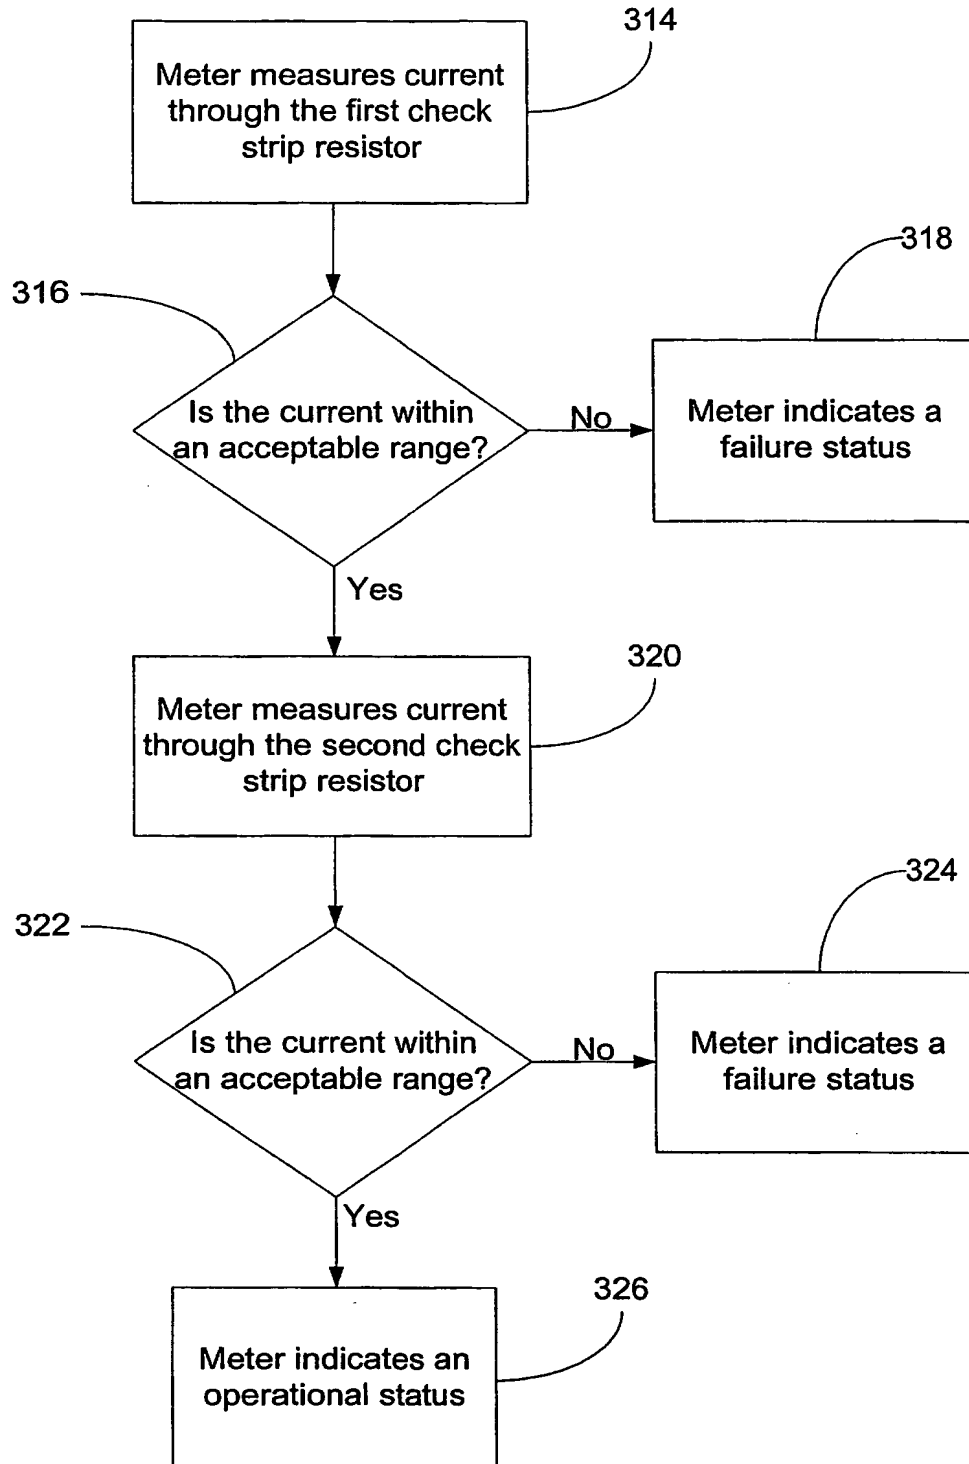 314
Meter measures current
through the first check
strip resistor
318
316
Is the current within
an acceptable range?
No
Meter indicates a
failure status
Yes
320
Meter measures current
through the second check
strip resistor
324
322
Is the current within
an acceptable range?
No
Meter indicates a
failure status
Yes
326
Meter indicates an
operational status